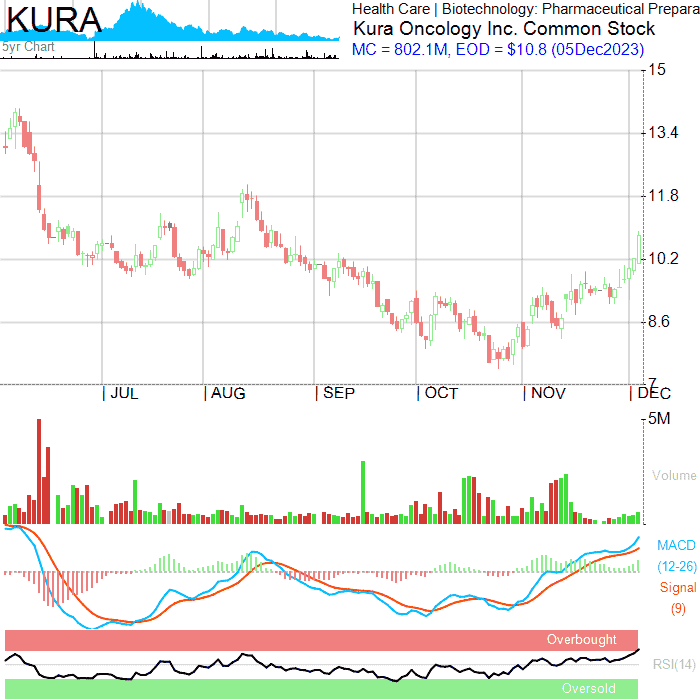 KURA
Health Care | Biotechnology: Pharmaceutical Prepara
Kura Oncology Inc. Common Stock
MC = 802.1M, EOD = $10.8 (05Dec2023)
5yr Chart
15
13.4
11.8
10.2
8.6
7
| JUL | AUG | SEP | OCT | NOV | DEC
5M
Volume
MACD
(12-26)
Signal
(9)
Overbought
RSI(14)
Oversold